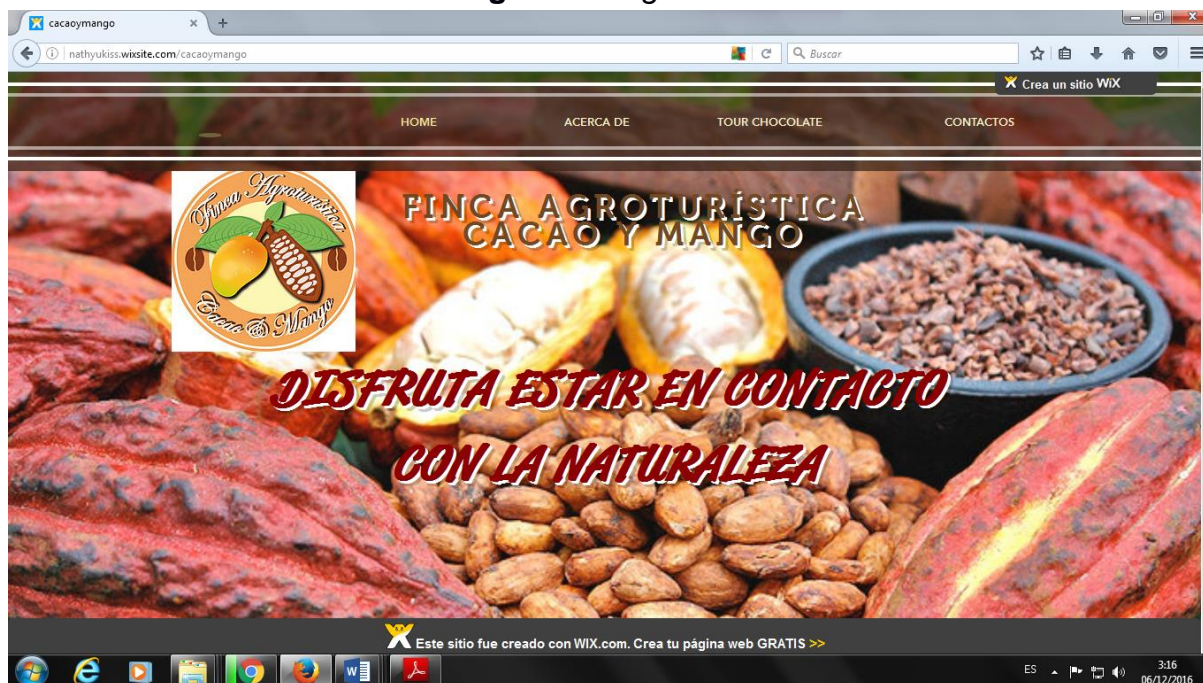 cacaoymango
nathyukiss.wixsite.com/cacaoymango
Buscar
Crea un sitio WiX
HOME ACERCA DE TOUR CHOCOLATE CONTACTOS
Finca Agroturística
Cacao & Mango
FINCA AGROTURÍSTICA
CACAO Y MANGO
DISFRUTA ESTAR EN CONTACTO
CON LA NATURALEZA
Este sitio fue creado con WIX.com. Crea tu página web GRATIS >>
ES
3:16
06/12/2016